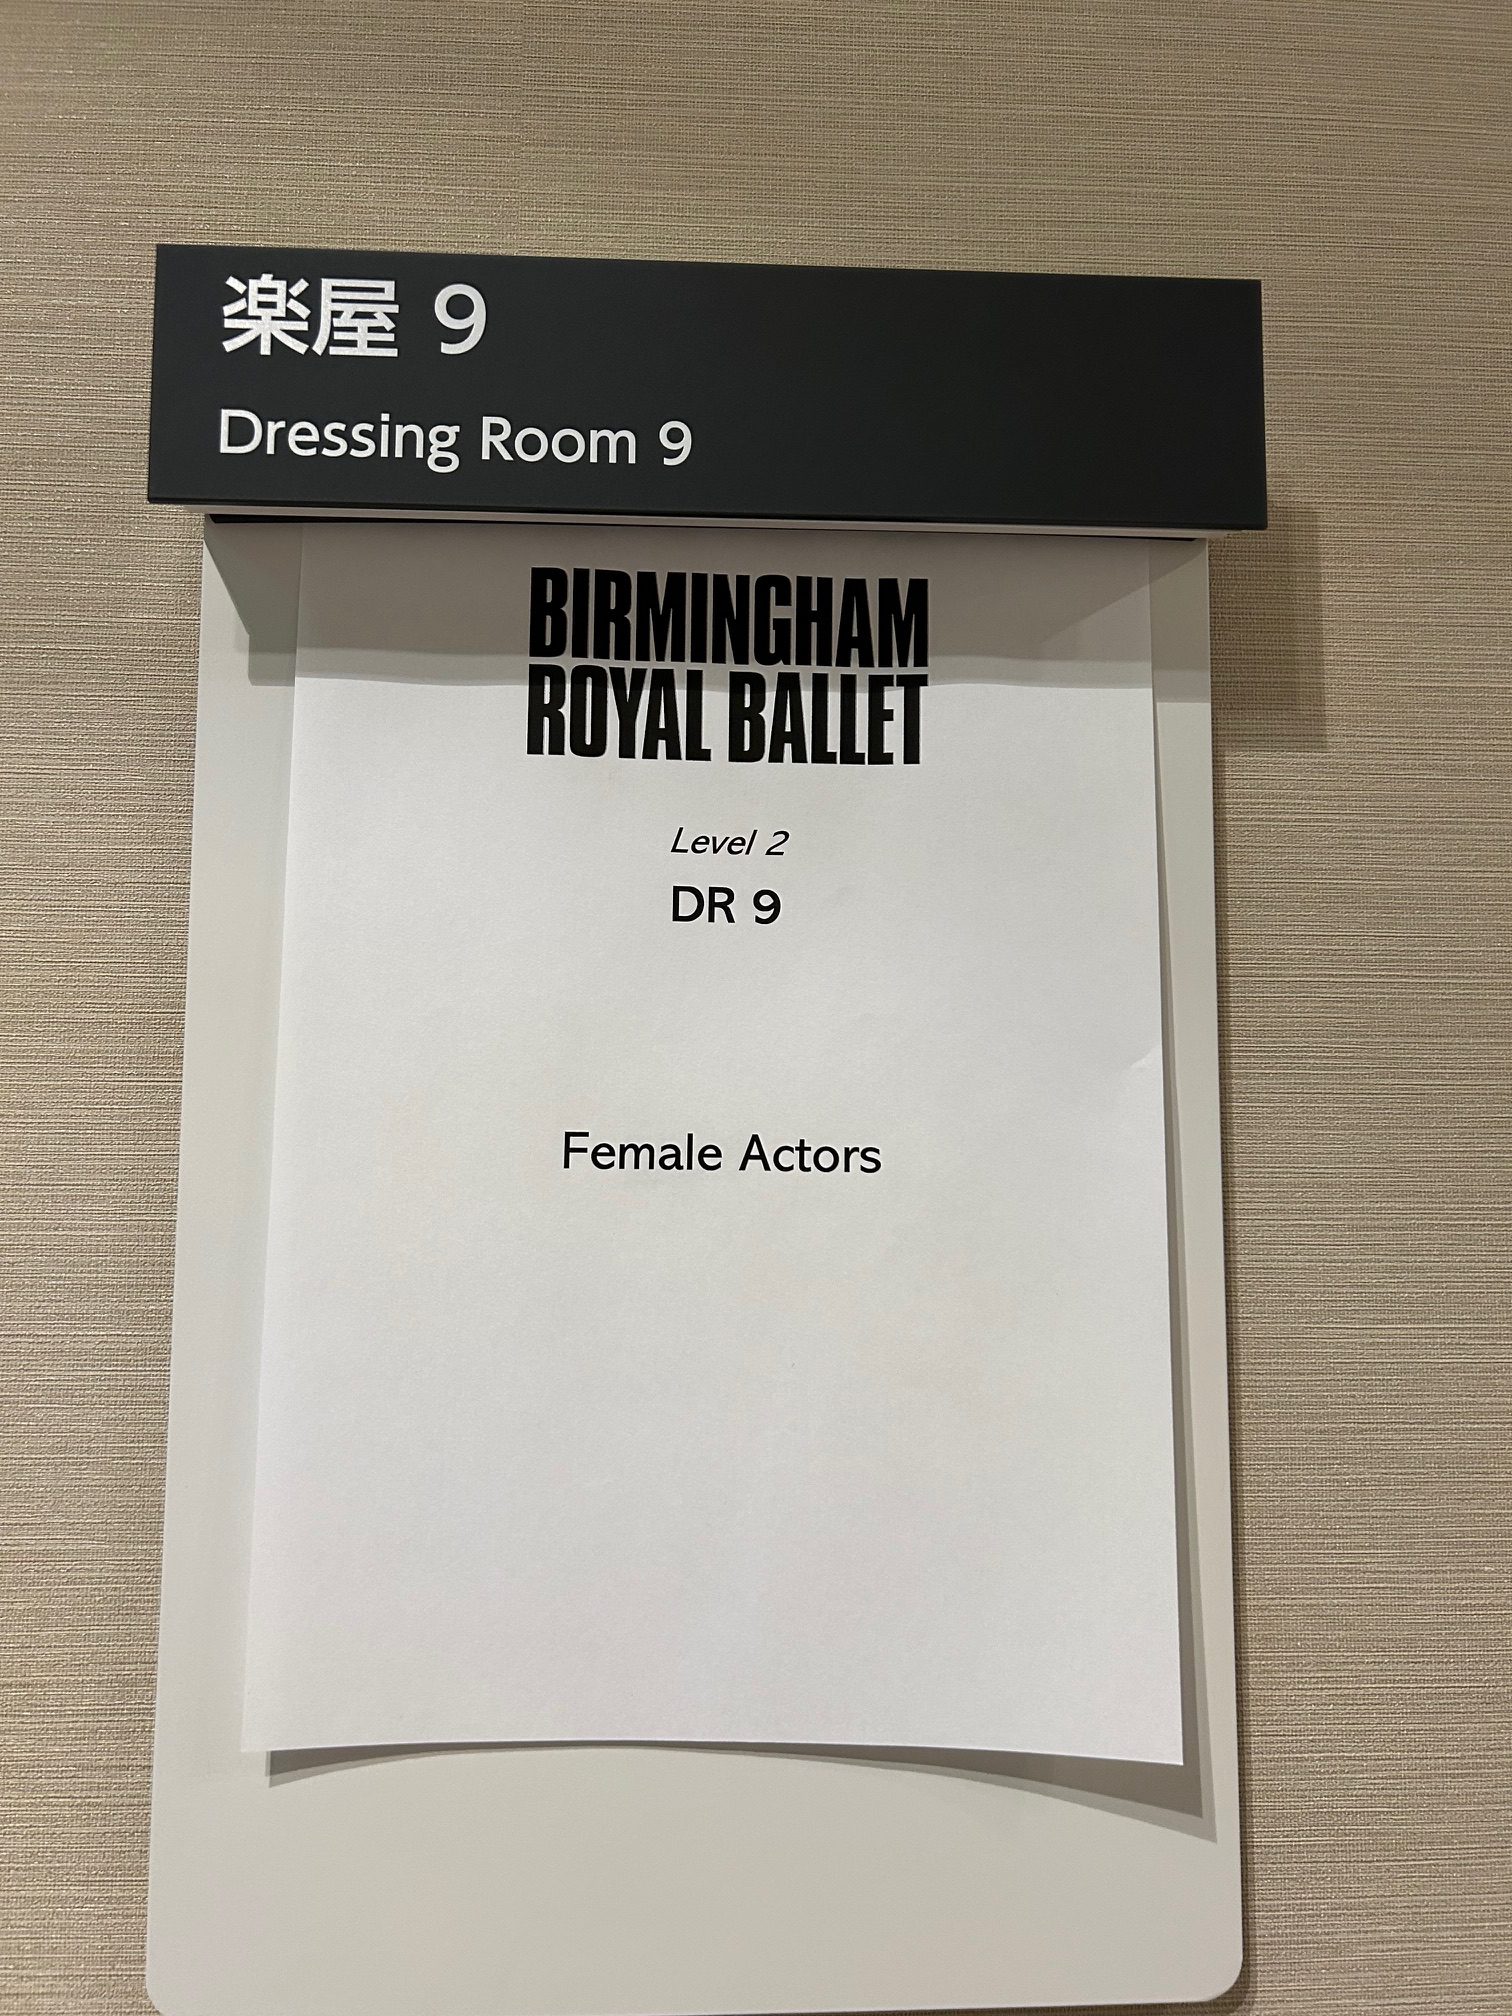 楽屋 9
Dressing Room 9
BIRMINGHAM
ROYAL BALLET
Level 2
DR 9
Female Actors